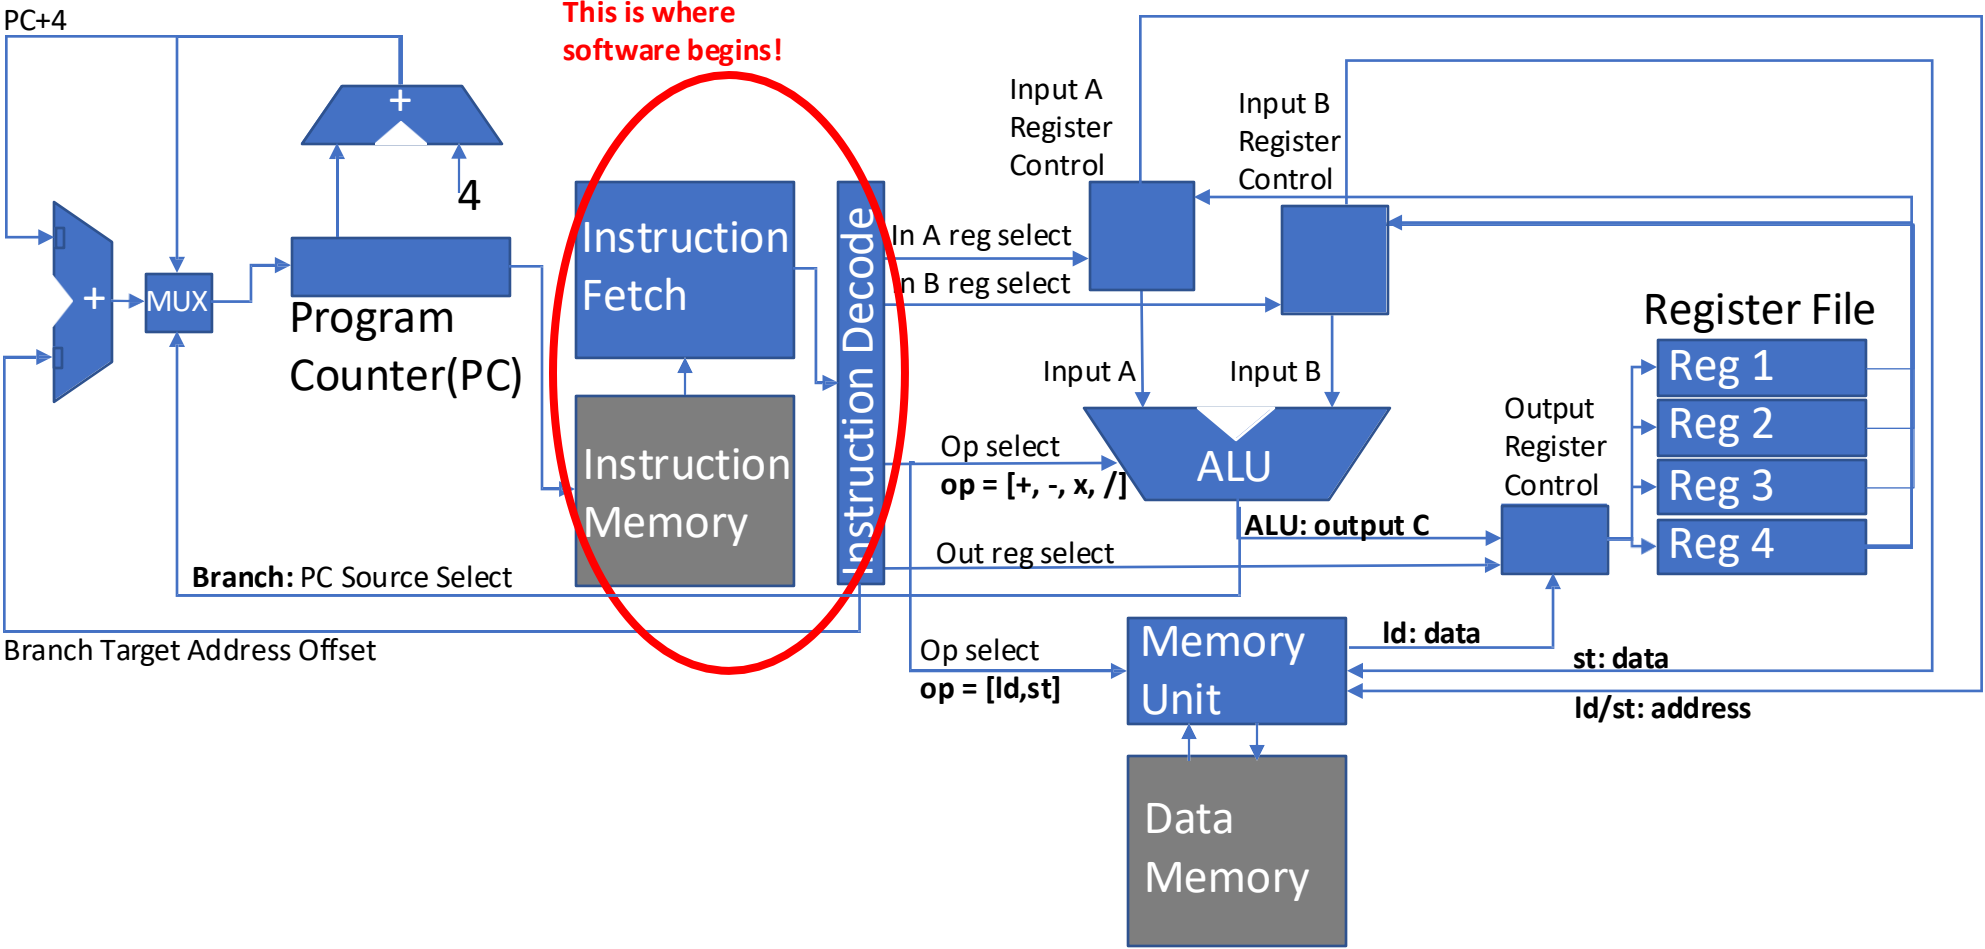 PC+4
This is where
software begins!
+
4
+
MUX
Program
Counter(PC)
Instruction
Fetch
Instruction
Memory
Instruction Decode
Branch: PC Source Select
Branch Target Address Offset
Input A
Register
Control
Input B
Register
Control
In A reg select
In B reg select
Input A
Input B
Op select
op = [+, -, x, /]
ALU
ALU: output C
Out reg select
Output
Register
Control
Register File
Reg 1
Reg 2
Reg 3
Reg 4
Op select
op = [ld,st]
Memory
Unit
ld: data
st: data
ld/st: address
Data
Memory